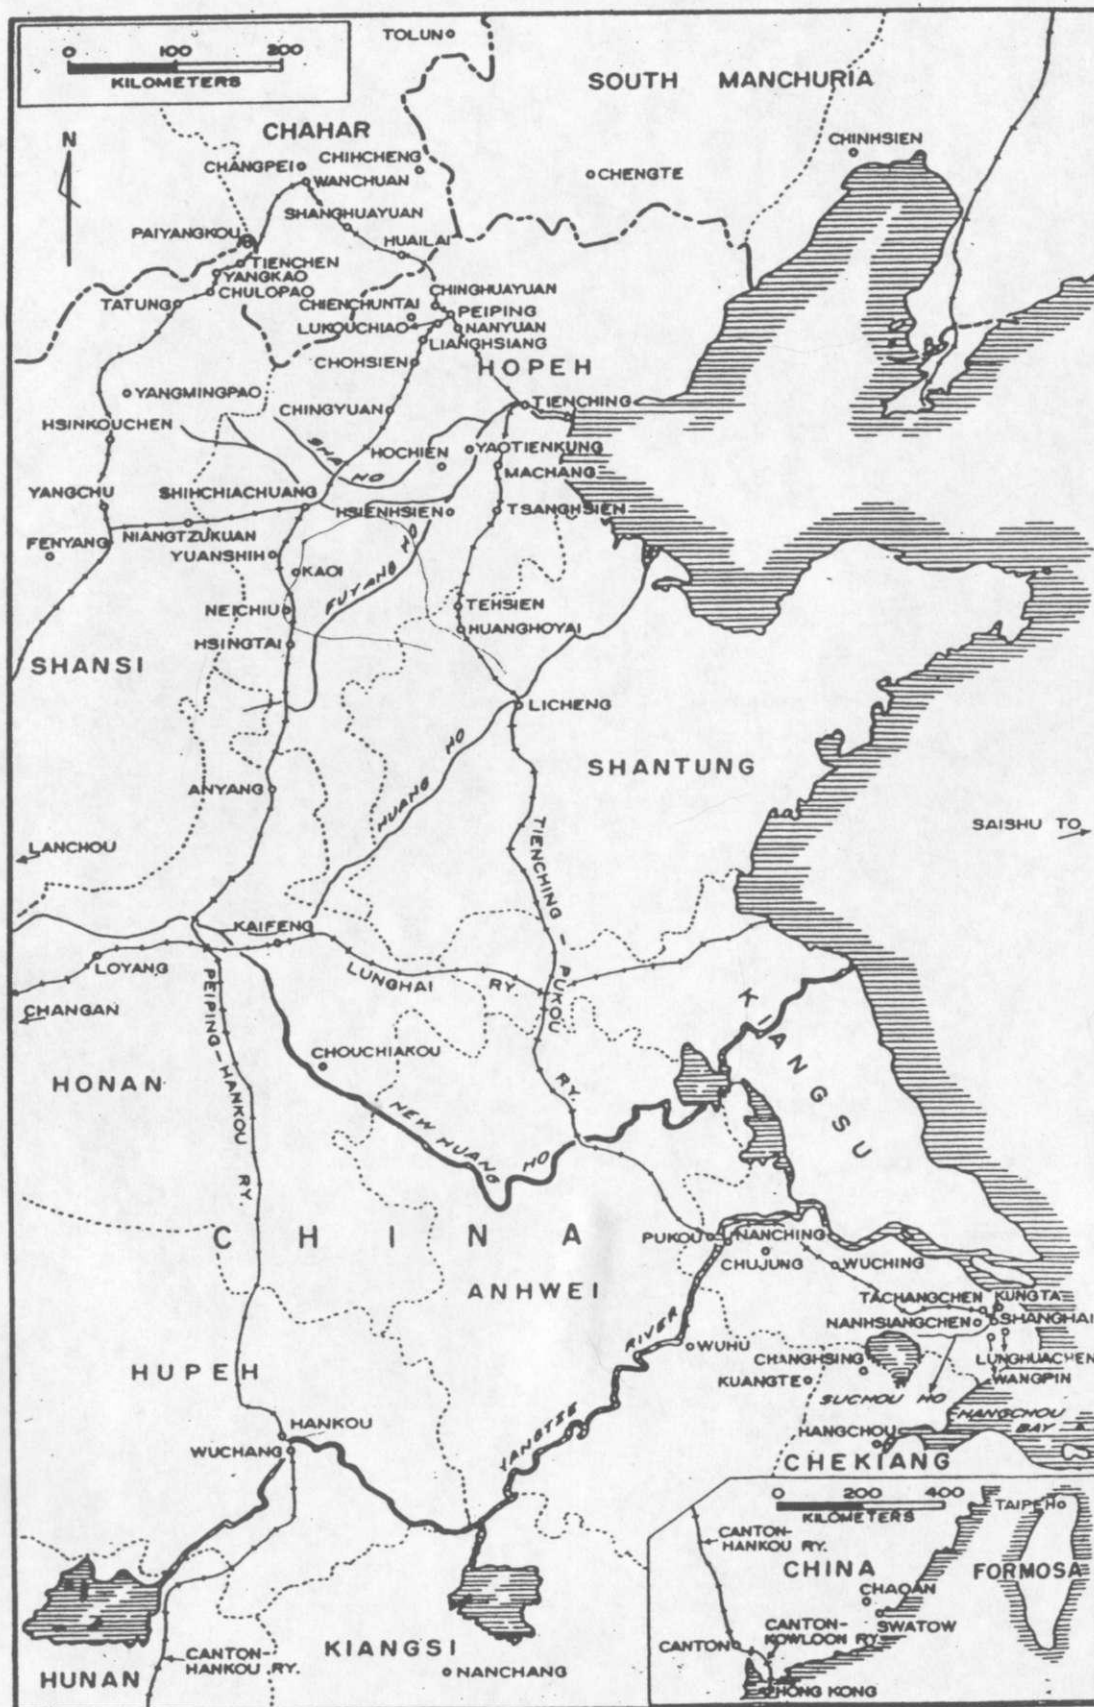 0 100 200
KILOMETERS
TOLUN
SOUTH MANCHURIA
N
CHAHAR
CHINHSIEN
CHANGPEI
CHIHCHENG
WANCHUAN
CHENGTE
SHANGHUAYUAN
PAIYANGKOU
HUAILAI
TIENCHEN
YANGKAO
CHULOPAO
TATUNG
CHINGHUAYUAN
CHIENCHUNTAI
PEIPING
LUKOUCHIAO
NANYUAN
LIANGHSIANG
CHOHSIEN
HOPEH
YANGMINGPAO
CHINGYUAN
TIENCHING
HSINKOUCHEN
SHA HO
HOCHIEN
YAOTIENKUNG
MACHANG
YANGCHU
SHIHCHIACHUANG
HSIENHSIEN
TSANGHSIEN
NIANGTZUKUAN
FENYANG
YUANSHIH
KAOI
FUYANG HO
NEICHIU
TEHSIEN
HUANGHOYAI
HSINGTAI
SHANSI
LICHENG
HUANG HO
SHANTUNG
ANYANG
TIENCHING-PUKOU RY.
SAISHU TO
LANCHOU
KAIFENG
LOYANG
LUNGHAI RY.
CHANGAN
PEIPING-HANKOU RY.
KIANGSU
CHOUCHIAKOU
HONAN
NEW HUANG HO
CHINA
PUKOU
NANCHING
CHUJUNG
WUCHING
ANHWEI
TACHANGCHEN
KUNGTA
NANHSIANGCHEN
SHANGHAI
RIVER
WUHU
CHANGHSING
LUNGHUACHEN
HUPEH
KUANGTE
WANGPIN
SUCHOU HO
HANGCHOU
BAY
HANKOU
HANGCHOU
WUCHANG
YANGTZE
CHEKIANG
0 200 400
KILOMETERS
TAIPEH
CANTON-
HANKOU RY.
CHINA
FORMOSA
CHAOAN
SWATOW
CANTON-
KOWLOON RY.
CANTON
HONG KONG
KIANGSI
HUNAN
CANTON-
HANKOU RY.
NANCHANG